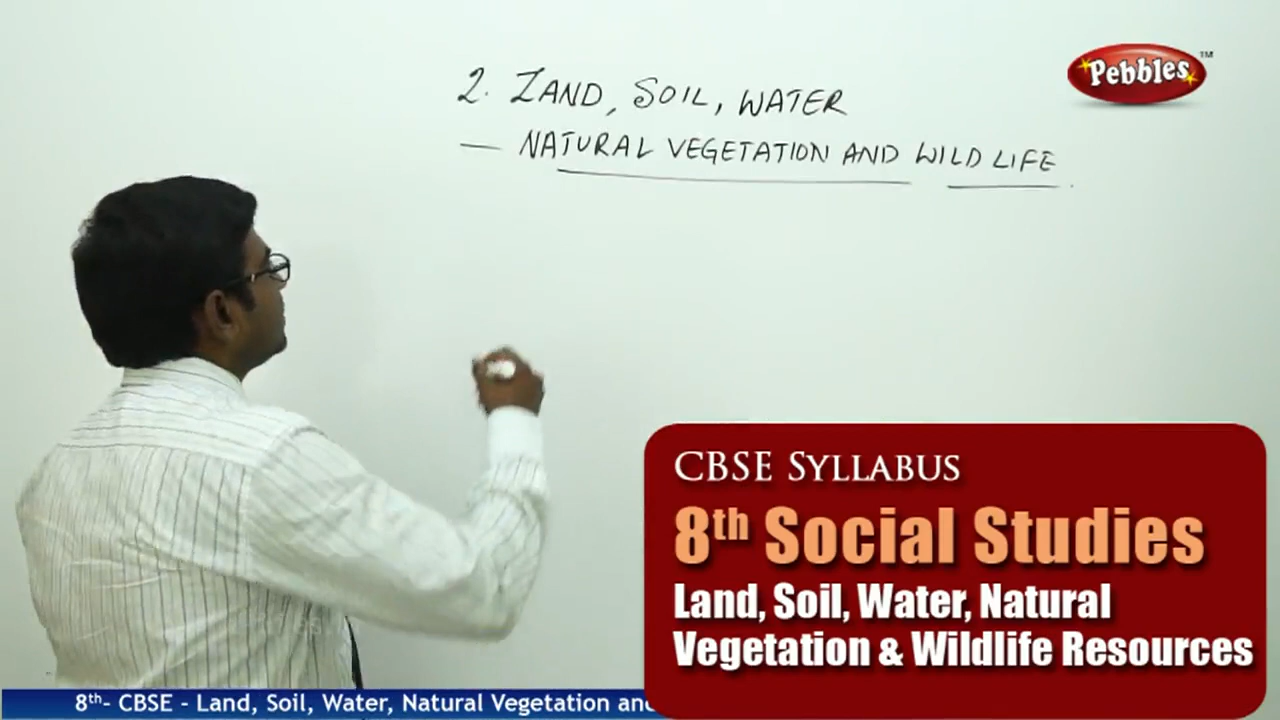 2. LAND, SOIL, WATER
— NATURAL VEGETATION AND WILD LIFE.
Pebbles™
CBSE SYLLABUS
8th Social Studies
Land, Soil, Water, Natural
Vegetation & Wildlife Resources
8th- CBSE - Land, Soil, Water, Natural Vegetation and